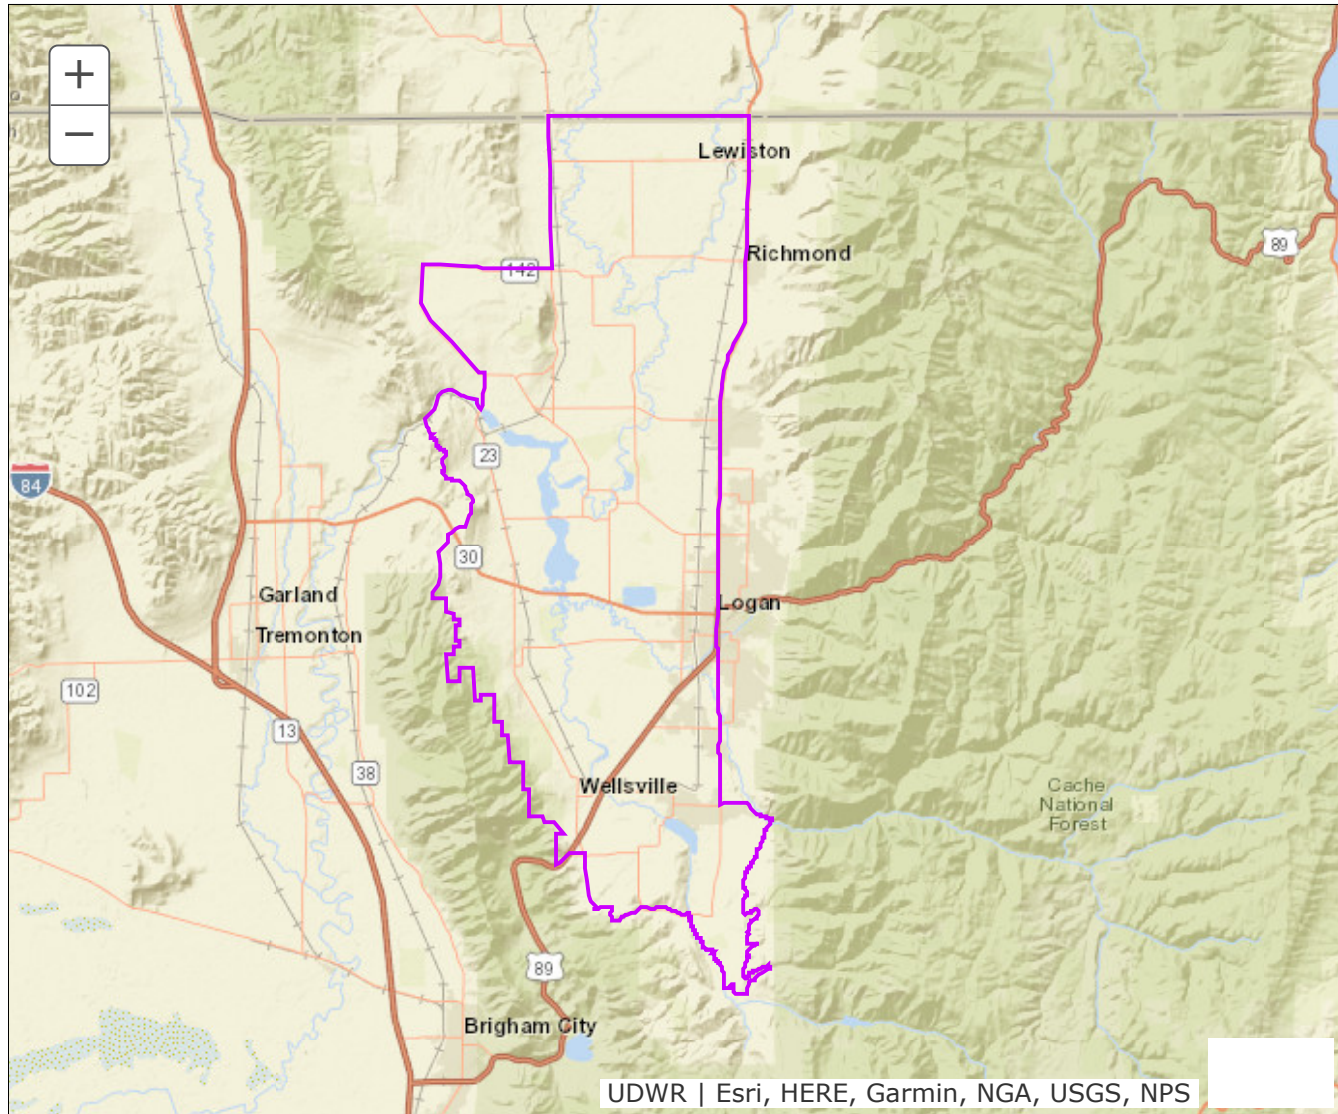 +
−
Lewiston
Richmond
142
89
23
84
30
Garland
Logan
Tremonton
102
13
38
Wellsville
Cache
National
Forest
89
Brigham City
UDWR | Esri, HERE, Garmin, NGA, USGS, NPS